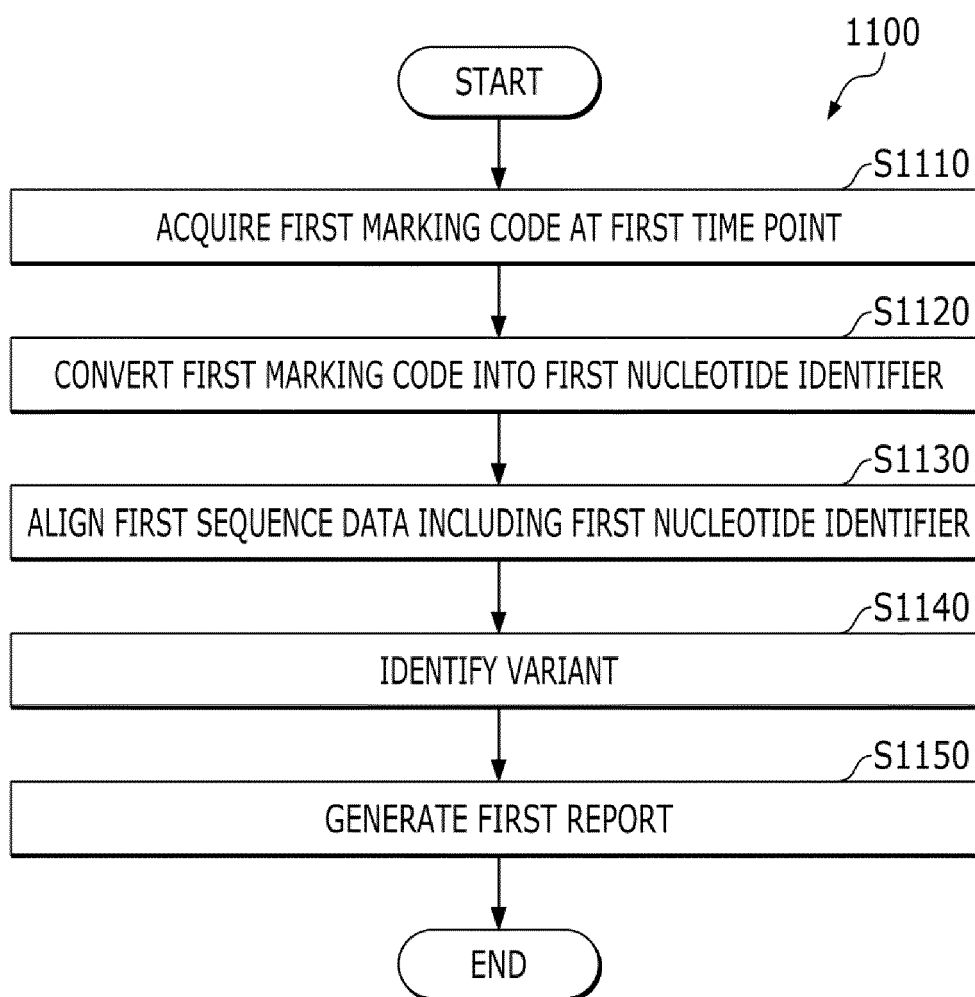 1100
START
S1110
ACQUIRE FIRST MARKING CODE AT FIRST TIME POINT
S1120
CONVERT FIRST MARKING CODE INTO FIRST NUCLEOTIDE IDENTIFIER
S1130
ALIGN FIRST SEQUENCE DATA INCLUDING FIRST NUCLEOTIDE IDENTIFIER
S1140
IDENTIFY VARIANT
S1150
GENERATE FIRST REPORT
END